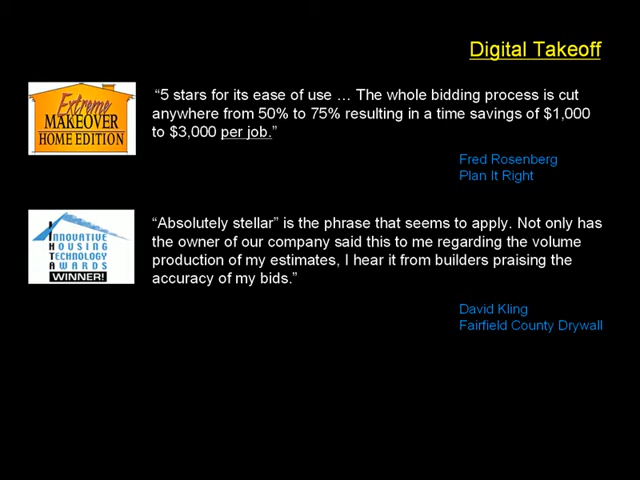 Digital Takeoff
Extreme
MAKEOVER
HOME EDITION
“5 stars for its ease of use … The whole bidding process is cut
anywhere from 50% to 75% resulting in a time savings of $1,000
to $3,000 per job.”
Fred Rosenberg
Plan It Right
INNOVATIVE
HOUSING
TECHNOLOGY
AWARDS
WINNER!
“Absolutely stellar” is the phrase that seems to apply. Not only has
the owner of our company said this to me regarding the volume
production of my estimates, I hear it from builders praising the
accuracy of my bids.”
David Kling
Fairfield County Drywall